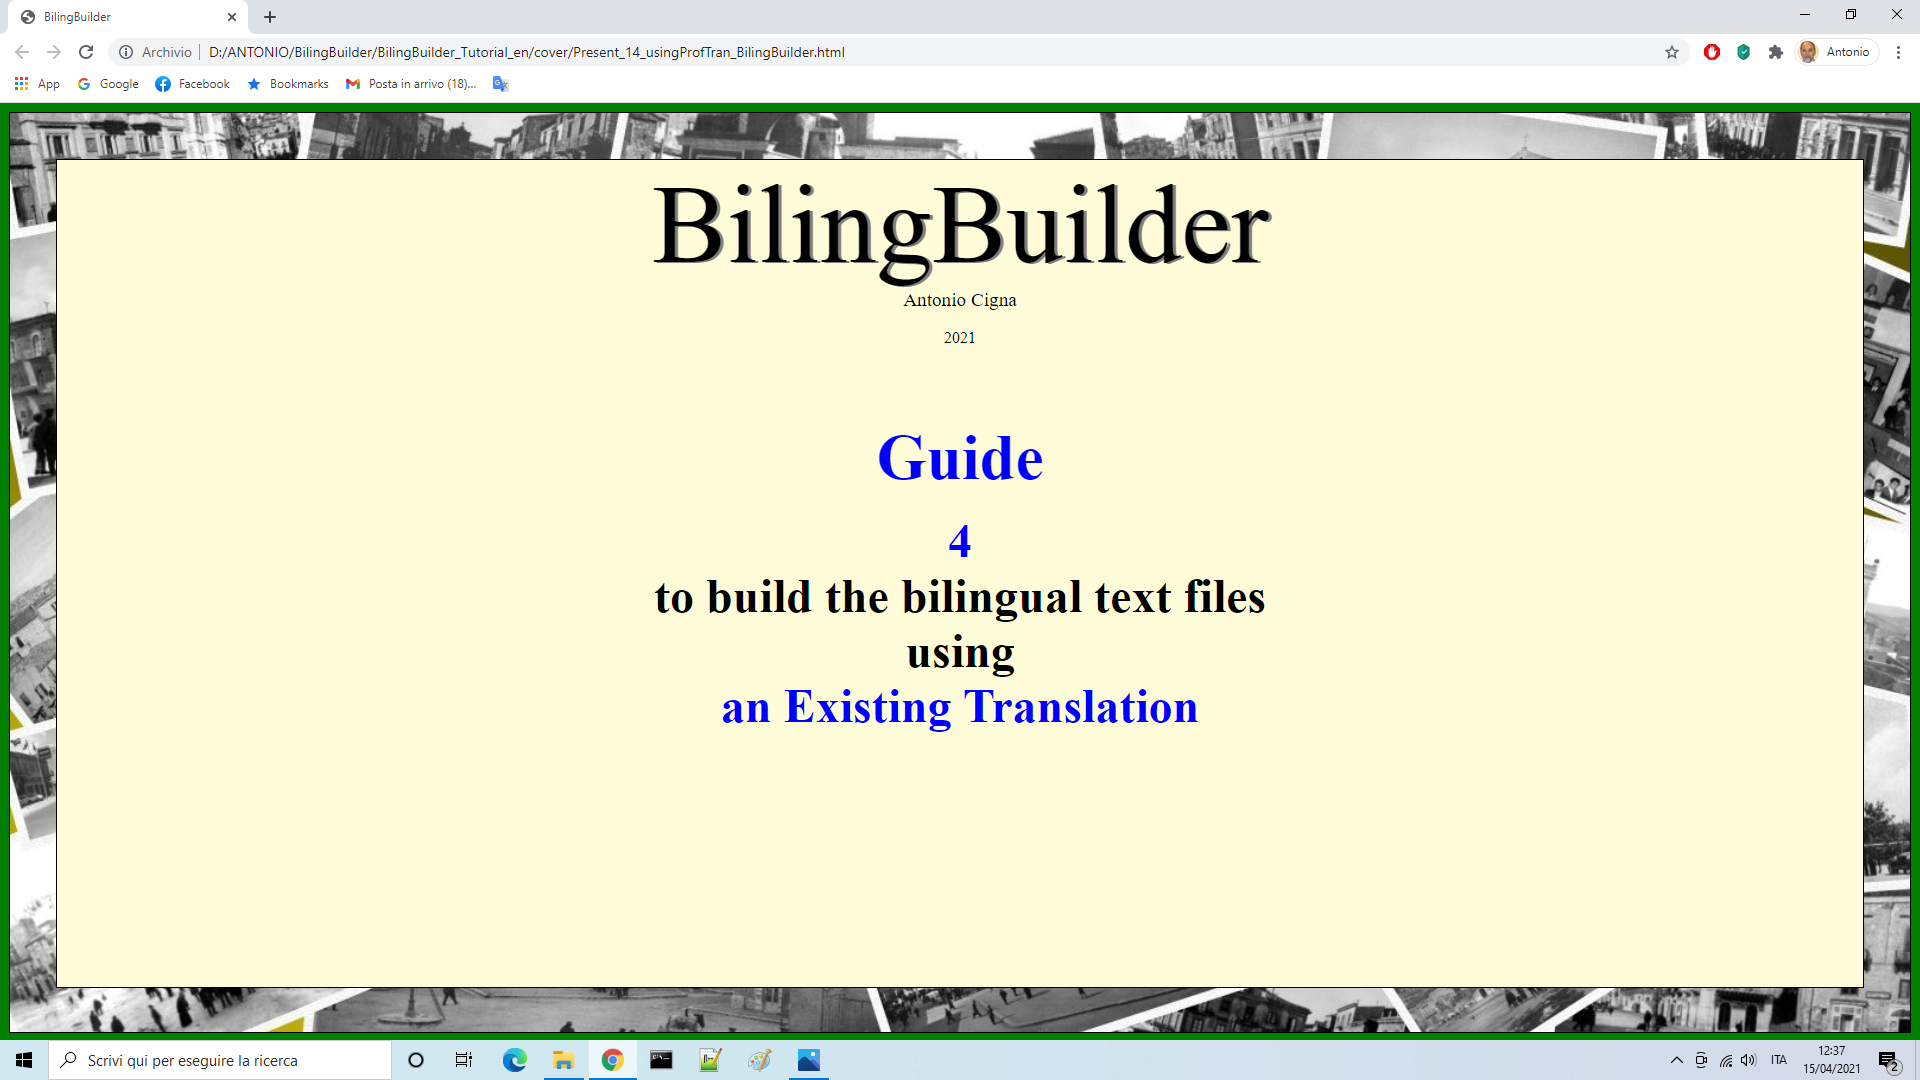 BilingBuilder
Archivio D:/ANTONIO/BilingBuilder/BilingBuilder_Tutorial_en/cover/Present_14_usingProfTran_BilingBuilder.html
Antonio
App Google Facebook Bookmarks Posta in arrivo (18)...
BilingBuilder
Antonio Cigna
2021
Guide
4
to build the bilingual text files
using
an Existing Translation
Scrivi qui per eseguire la ricerca
ITA
12:37
15/04/2021
2